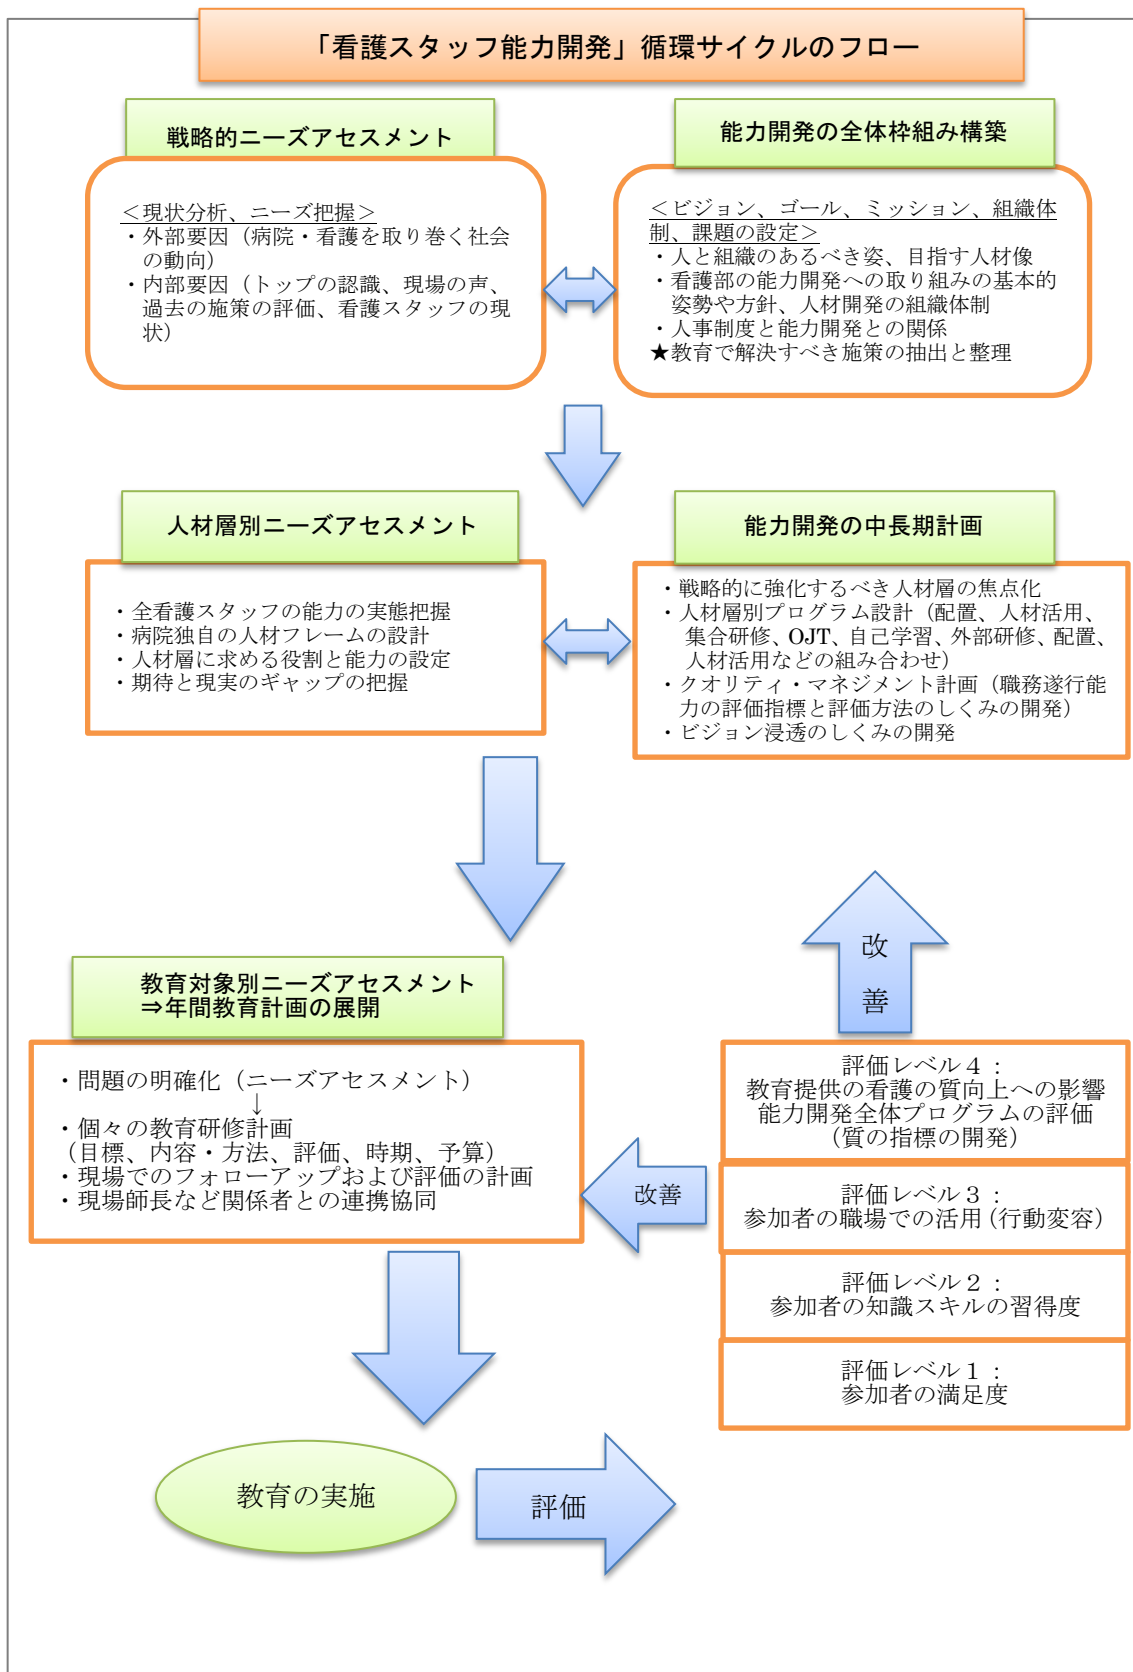 「看護スタッフ能力開発」循環サイクルのフロー
戦略的ニーズアセスメント
＜現状分析、ニーズ把握＞
・外部要因（病院・看護を取り巻く社会
の動向）
・内部要因（トップの認識、現場の声、
過去の施策の評価、看護スタッフの現
状）
能力開発の全体枠組み構築
＜ビジョン、ゴール、ミッション、組織体
制、課題の設定＞
・人と組織のあるべき姿、目指す人材像
・看護部の能力開発への取り組みの基本的
姿勢や方針、人材開発の組織体制
・人事制度と能力開発との関係
★教育で解決すべき施策の抽出と整理
人材層別ニーズアセスメント
・全看護スタッフの能力の実態把握
・病院独自の人材フレームの設計
・人材層に求める役割と能力の設定
・期待と現実のギャップの把握
能力開発の中長期計画
・戦略的に強化するべき人材層の焦点化
・人材層別プログラム設計（配置、人材活用、
集合研修、OJT、自己学習、外部研修、配置、
人材活用などの組み合わせ）
・クオリティ・マネジメント計画（職務遂行能
力の評価指標と評価方法のしくみの開発）
・ビジョン浸透のしくみの開発
教育対象別ニーズアセスメント
⇒年間教育計画の展開
・問題の明確化（ニーズアセスメント）
↓
・個々の教育研修計画
（目標、内容・方法、評価、時期、予算）
・現場でのフォローアップおよび評価の計画
・現場師長など関係者との連携協同
改
善
評価レベル４：
教育提供の看護の質向上への影響
能力開発全体プログラムの評価
（質の指標の開発）
改善
評価レベル３：
参加者の職場での活用（行動変容）
評価レベル２：
参加者の知識スキルの習得度
評価レベル１：
参加者の満足度
教育の実施
評価